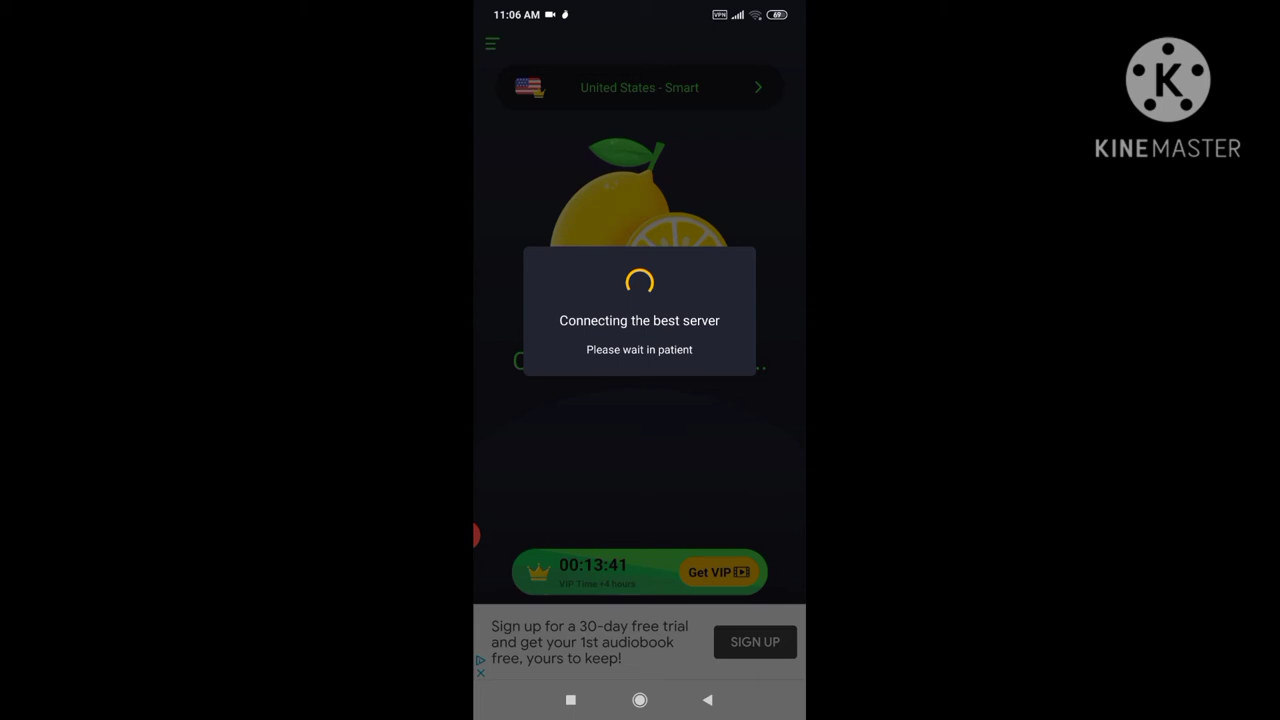 11:06 AM
VPN
69
United States - Smart
K
KINEMASTER
Connecting the best server
Please wait in patient
00:13:41
VIP Time +4 hours
Get VIP
Sign up for a 30-day free trial
and get your 1st audiobook
free, yours to keep!
SIGN UP